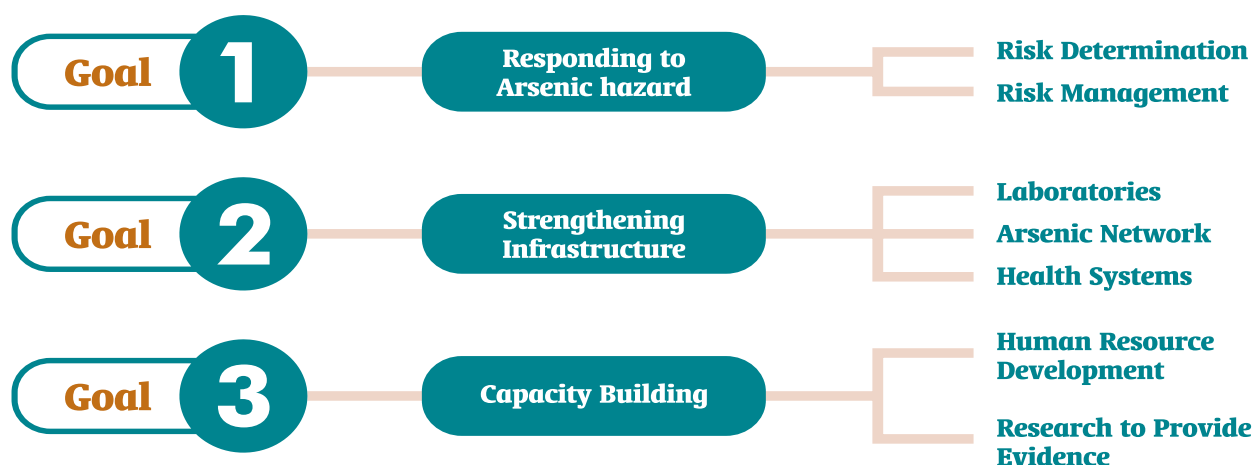 Goal 1
Responding to
Arsenic hazard
Risk Determination
Risk Management
Goal 2
Strengthening
Infrastructure
Laboratories
Arsenic Network
Health Systems
Goal 3
Capacity Building
Human Resource
Development
Research to Provide
Evidence